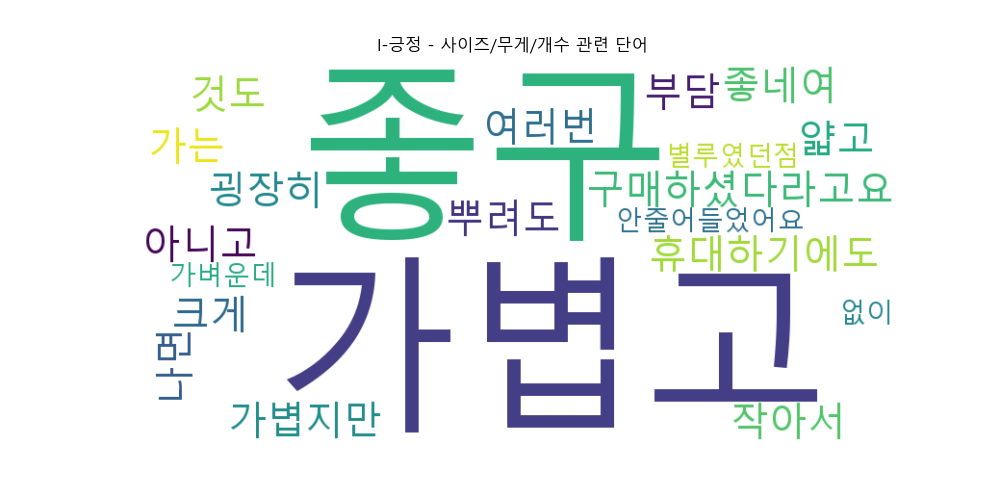 I-긍정 - 사이즈/무게/개수 관련 단어
좋구
것도
부담
좋네여
여러번
가는
얇고
별루였던점
굉장히
구매하셨다라고요
뿌려도
안줄어들었어요
아니고
휴대하기에도
가벼운데
가볍고
크게
없이
나면
가볍지만
작아서